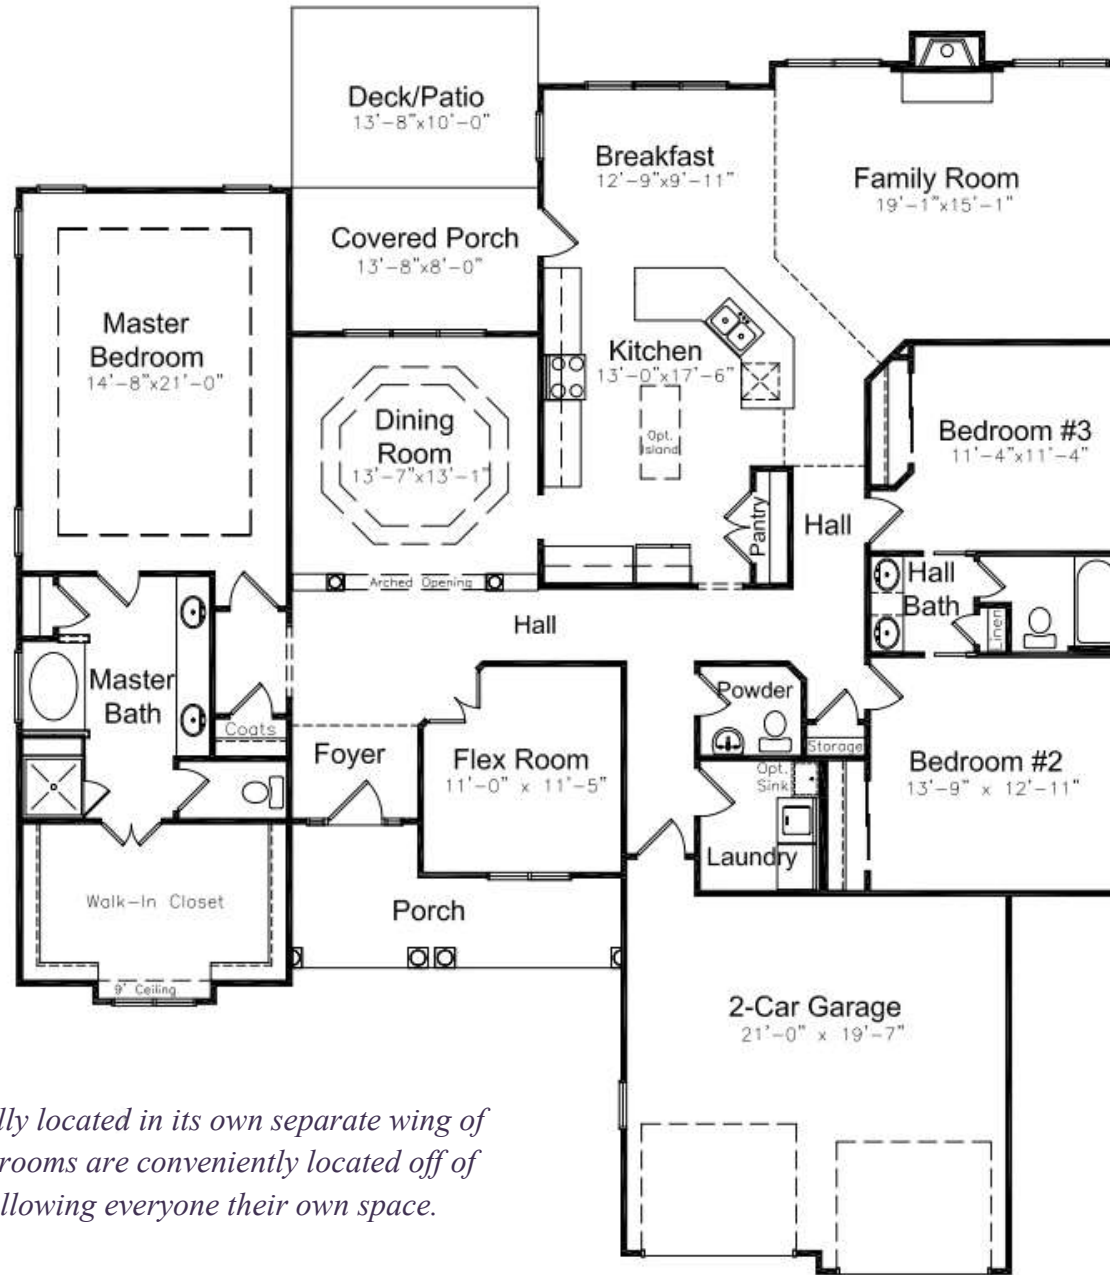 Deck/Patio
13'-8"x10'-0"
Breakfast
12'-9"x9'-11"
Family Room
19'-1"x15'-1"
Covered Porch
13'-8"x8'-0"
Master
Bedroom
14'-8"x21'-0"
Kitchen
13'-0"x17'-6"
Dining
Room
13'-7"x13'-1"
Opt.
Island
Bedroom #3
11'-4"x11'-4"
Pantry
Hall
Arched Opening
Hall
Bath
Linen
Hall
Master
Bath
Powder
Coats
Foyer
Flex Room
11'-0" x 11'-5"
Storage
Opt.
Sink
Bedroom #2
13'-9" x 12'-11"
Laundry
Walk-In Closet
Porch
9' Ceiling
2-Car Garage
21'-0" x 19'-7"
lly located in its own separate wing of
rooms are conveniently located off of
llowing everyone their own space.